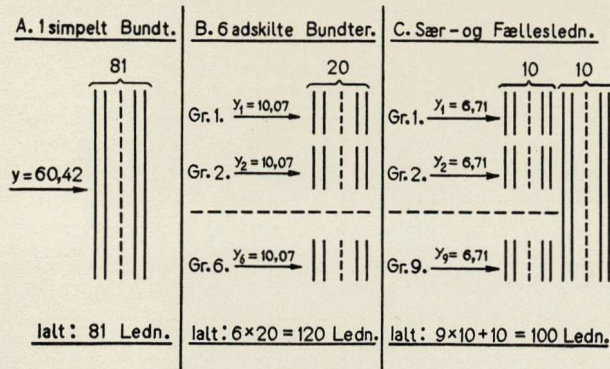 A. 1 simpelt Bundt.
81
y=60,42
Ialt: 81 Ledn.
B. 6 adskilte Bundter.
20
Gr. 1. y₁ = 10,07
Gr. 2. y₂ = 10,07
Gr. 6. y₆ = 10,07
Ialt: 6×20 = 120 Ledn.
C. Sær- og Fællesledn.
10 10
Gr. 1. y₁ = 6,71
Gr. 2. y₂ = 6,71
Gr. 9. y₉ = 6,71
Ialt: 9×10+10 = 100 Ledn.